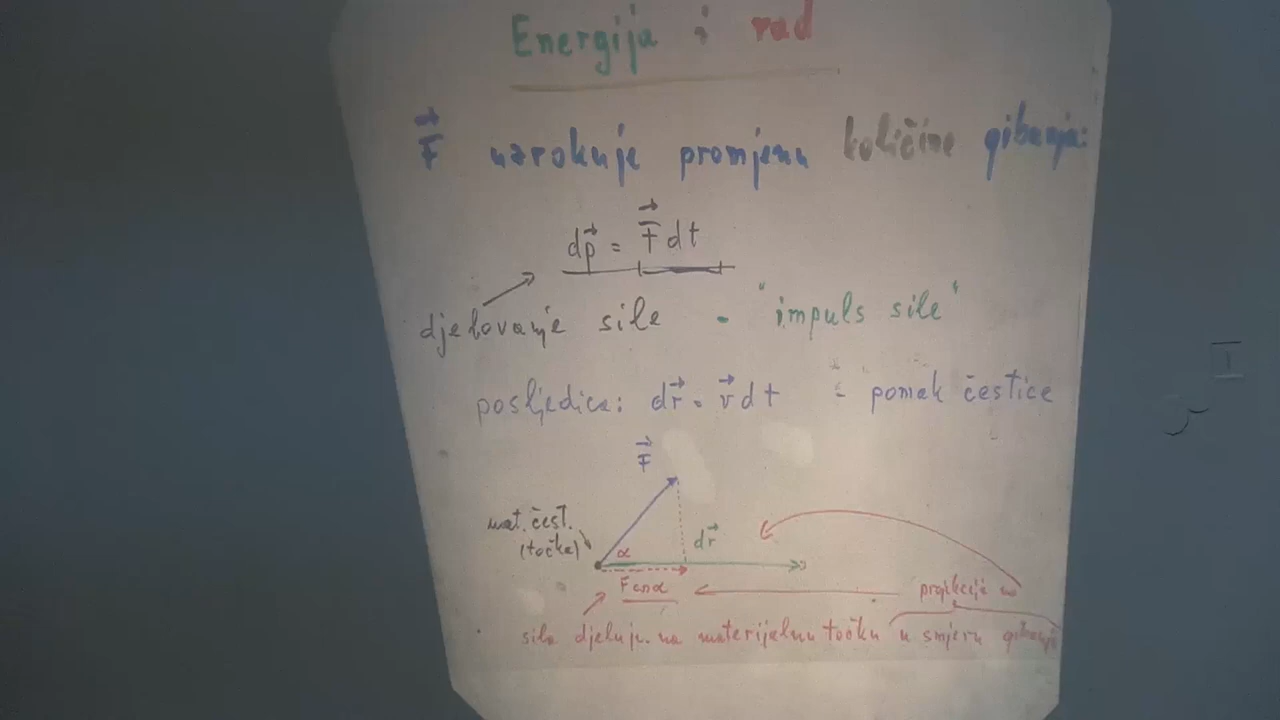 Energija i rad
F⃗ uzrokuje promjenu količine gibanja:
dp⃗ = F⃗ dt
djelovanje sile - "impuls sile"
posljedica: dr⃗ = v⃗ dt = pomak čestice
F⃗
mat. čest.
(točka)
α
dr⃗
F cos α
projekcija na
sila djeluje na materijalnu točku u smjeru gibanja